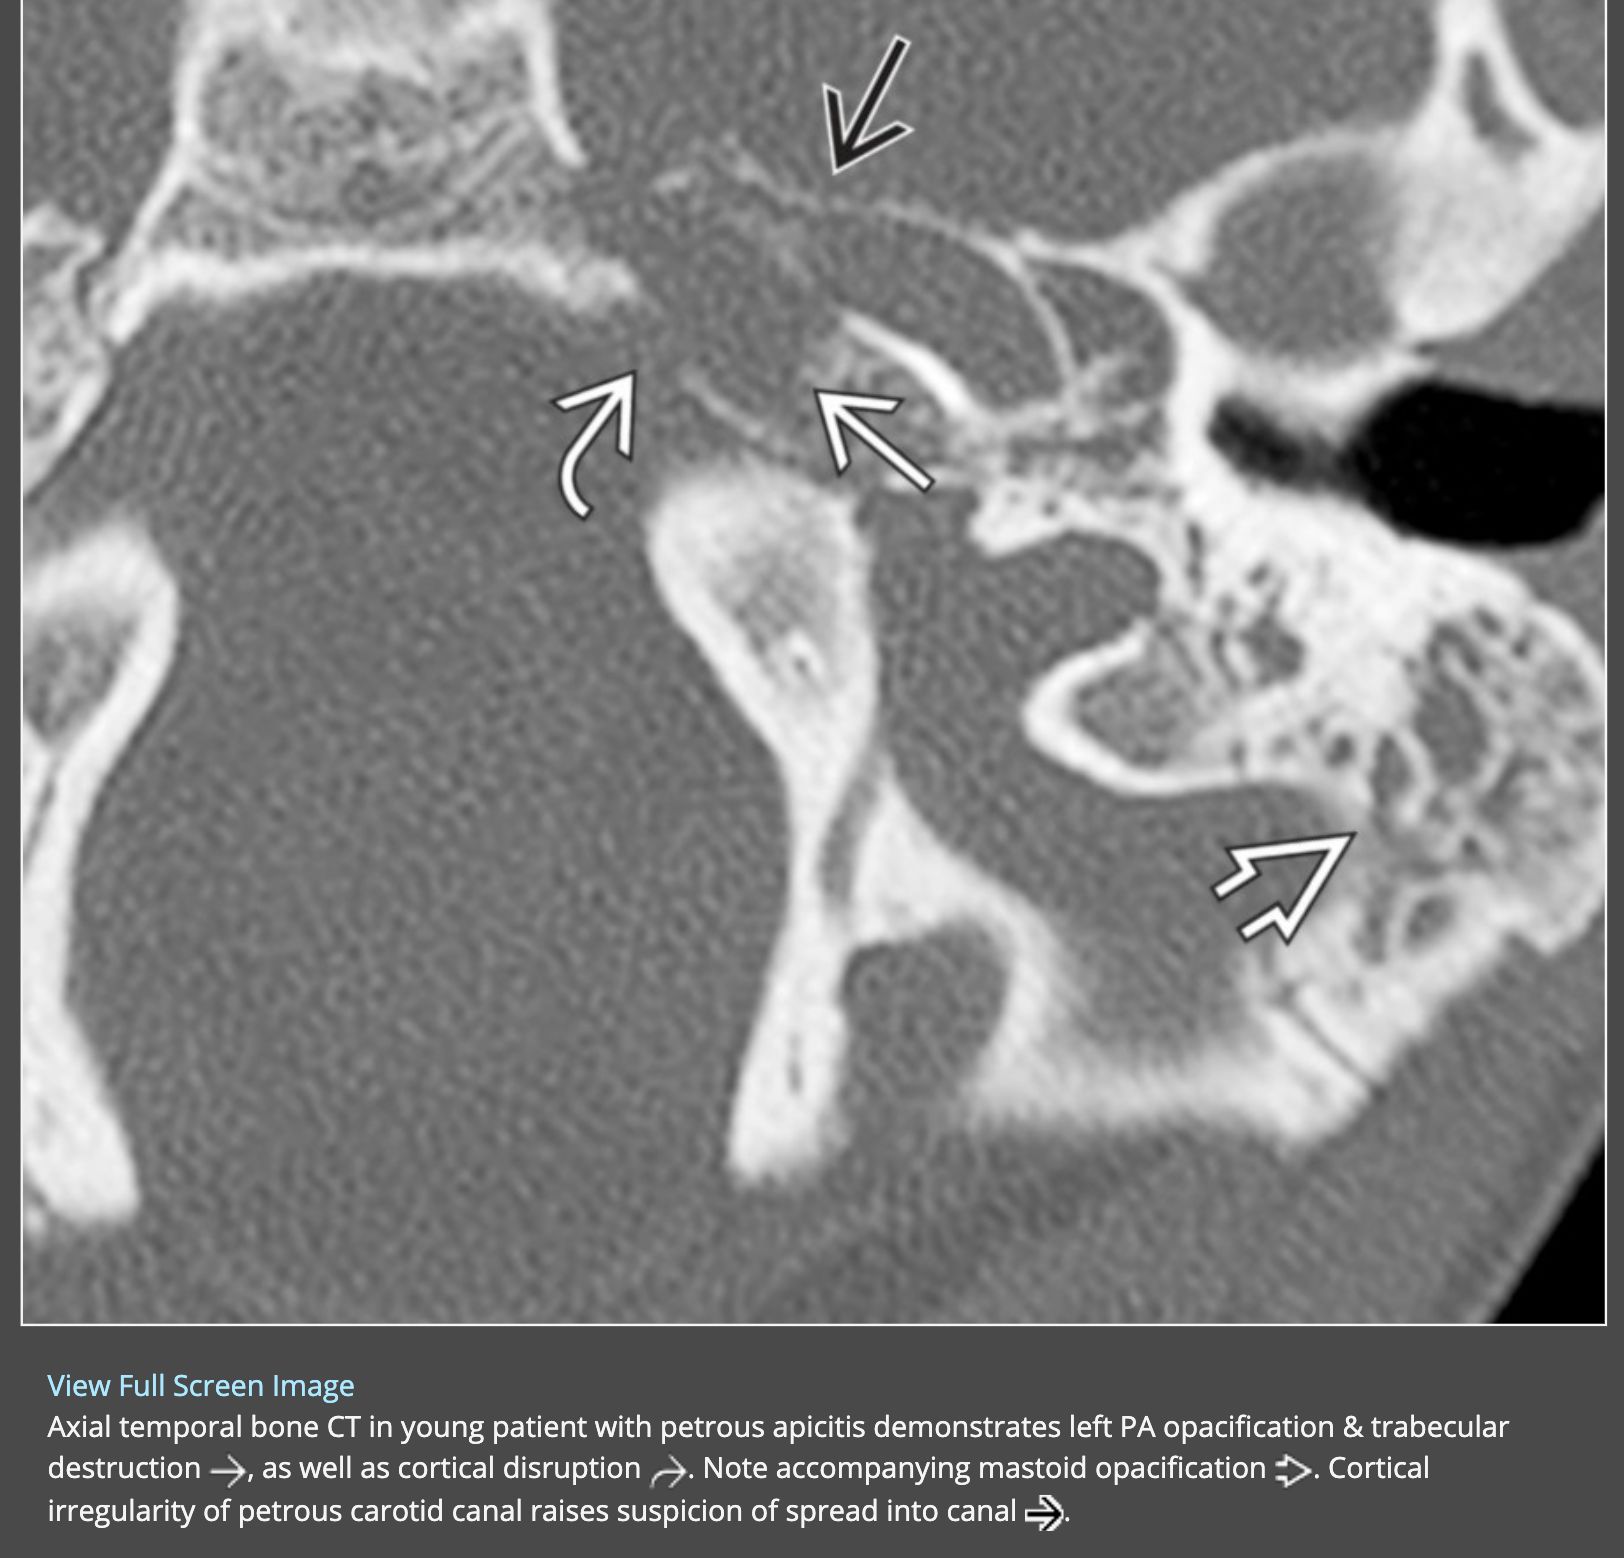 View Full Screen Image
Axial temporal bone CT in young patient with petrous apicitis demonstrates left PA opacification & trabecular
destruction , as well as cortical disruption . Note accompanying mastoid opacification . Cortical
irregularity of petrous carotid canal raises suspicion of spread into canal .